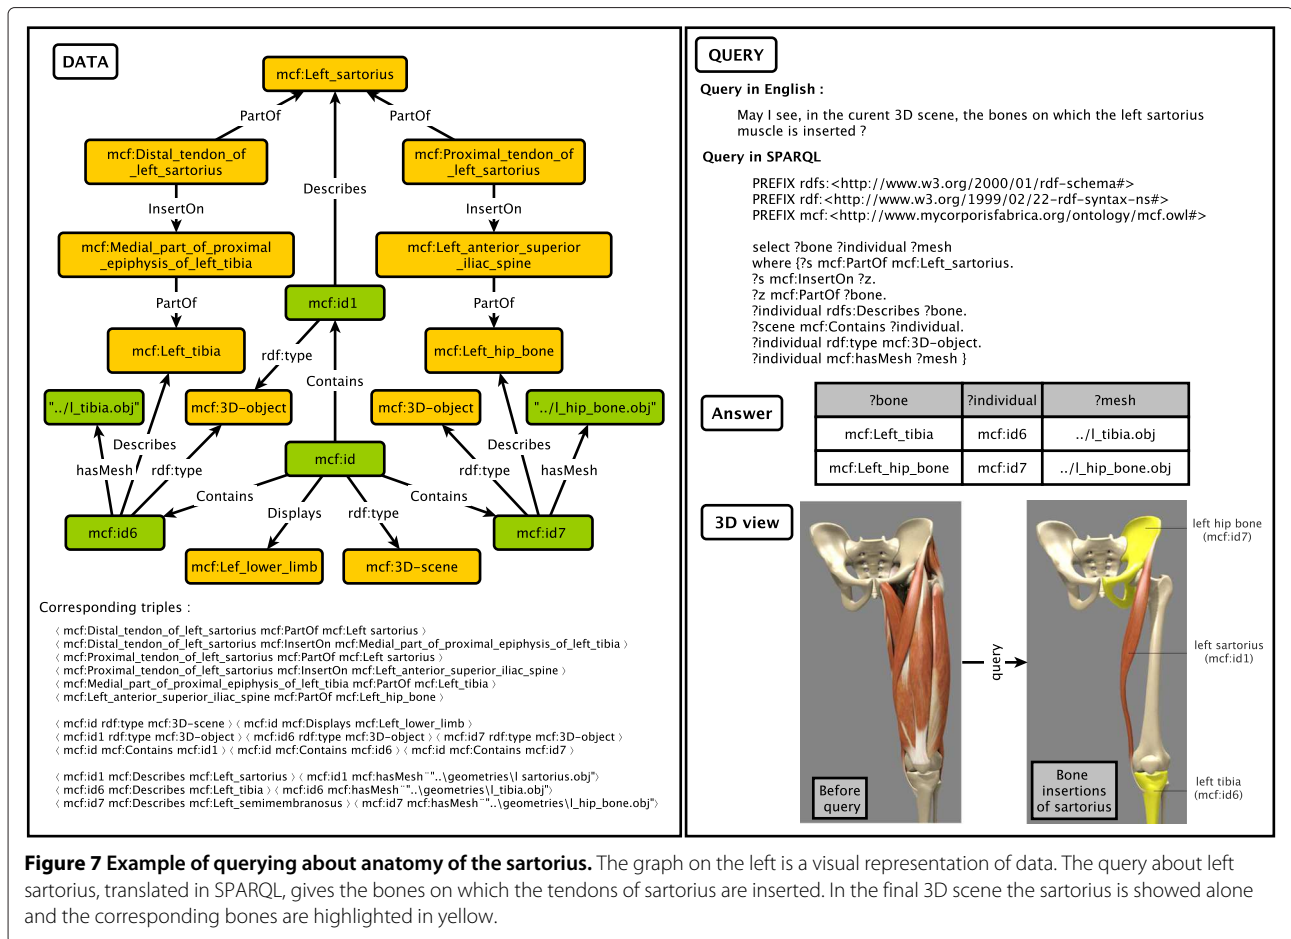 DATA
mcf:Left_sartorius
PartOf
PartOf
mcf:Distal_tendon_of
_left_sartorius
mcf:Proximal_tendon_of
_left_sartorius
Describes
InsertOn
InsertOn
mcf:Medial_part_of_proximal
_epiphysis_of_left_tibia
mcf:Left_anterior_superior
_iliac_spine
PartOf
mcf:id1
PartOf
mcf:Left_tibia
rdf:type
mcf:Left_hip_bone
Contains
"../l_tibia.obj"
mcf:3D-object
mcf:3D-object
"../l_hip_bone.obj"
Describes
Describes
hasMesh
rdf:type
mcf:id
rdf:type
hasMesh
Contains
Contains
Displays
rdf:type
mcf:id6
mcf:id7
mcf:Lef_lower_limb
mcf:3D-scene
Corresponding triples :
⟨ mcf:Distal_tendon_of_left_sartorius mcf:PartOf mcf:Left sartorius ⟩
⟨ mcf:Distal_tendon_of_left_sartorius mcf:InsertOn mcf:Medial_part_of_proximal_epiphysis_of_left_tibia ⟩
⟨ mcf:Proximal_tendon_of_left_sartorius mcf:PartOf mcf:Left sartorius ⟩
⟨ mcf:Proximal_tendon_of_left_sartorius mcf:InsertOn mcf:Left_anterior_superior_iliac_spine ⟩
⟨ mcf:Medial_part_of_proximal_epiphysis_of_left_tibia mcf:PartOf mcf:Left_tibia ⟩
⟨ mcf:Left_anterior_superior_iliac_spine mcf:PartOf mcf:Left_hip_bone ⟩
⟨ mcf:id rdf:type mcf:3D-scene ⟩ ⟨ mcf:id mcf:Displays mcf:Left_lower_limb ⟩
⟨ mcf:id1 rdf:type mcf:3D-object ⟩ ⟨ mcf:id6 rdf:type mcf:3D-object ⟩ ⟨ mcf:id7 rdf:type mcf:3D-object ⟩
⟨ mcf:id mcf:Contains mcf:id1 ⟩ ⟨ mcf:id mcf:Contains mcf:id6 ⟩ ⟨ mcf:id mcf:Contains mcf:id7 ⟩
⟨ mcf:id1 mcf:Describes mcf:Left_sartorius ⟩ ⟨ mcf:id1 mcf:hasMesh¨"..\geometries\l sartorius.obj"⟩
⟨ mcf:id6 mcf:Describes mcf:Left_tibia ⟩ ⟨ mcf:id6 mcf:hasMesh¨"..\geometries\l_tibia.obj"⟩
⟨ mcf:id7 mcf:Describes mcf:Left_semimembranosus ⟩ ⟨ mcf:id7 mcf:hasMesh¨"..\geometries\l_hip_bone.obj"⟩
QUERY
Query in English :
May I see, in the curent 3D scene, the bones on which the left sartorius
muscle is inserted ?
Query in SPARQL
PREFIX rdfs:<http://www.w3.org/2000/01/rdf-schema#>
PREFIX rdf:<http://www.w3.org/1999/02/22-rdf-syntax-ns#>
PREFIX mcf:<http://www.mycorporisfabrica.org/ontology/mcf.owl#>
select ?bone ?individual ?mesh
where {?s mcf:PartOf mcf:Left_sartorius.
?s mcf:InsertOn ?z.
?z mcf:PartOf ?bone.
?individual rdfs:Describes ?bone.
?scene mcf:Contains ?individual.
?individual rdf:type mcf:3D-object.
?individual mcf:hasMesh ?mesh }
Answer
?bone ?individual ?mesh
mcf:Left_tibia mcf:id6 ../l_tibia.obj
mcf:Left_hip_bone mcf:id7 ../l_hip_bone.obj
3D view
left hip bone
(mcf:id7)
query
left sartorius
(mcf:id1)
Before
query
Bone
insertions
of sartorius
left tibia
(mcf:id6)
Figure 7 Example of querying about anatomy of the sartorius. The graph on the left is a visual representation of data. The query about left
sartorius, translated in SPARQL, gives the bones on which the tendons of sartorius are inserted. In the final 3D scene the sartorius is showed alone
and the corresponding bones are highlighted in yellow.